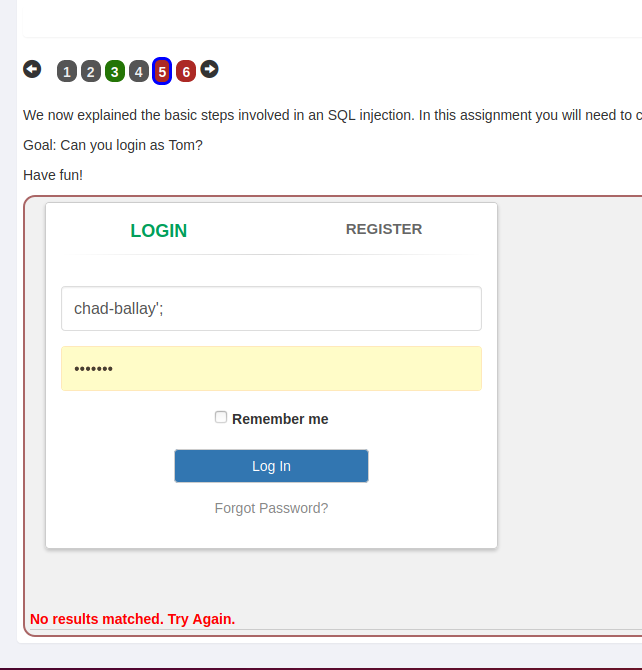 1 2 3 4 5 6
We now explained the basic steps involved in an SQL injection. In this assignment you will need to c
Goal: Can you login as Tom?
Have fun!
LOGIN REGISTER
chad-ballay';
•••••••
Remember me
Log In
Forgot Password?
No results matched. Try Again.